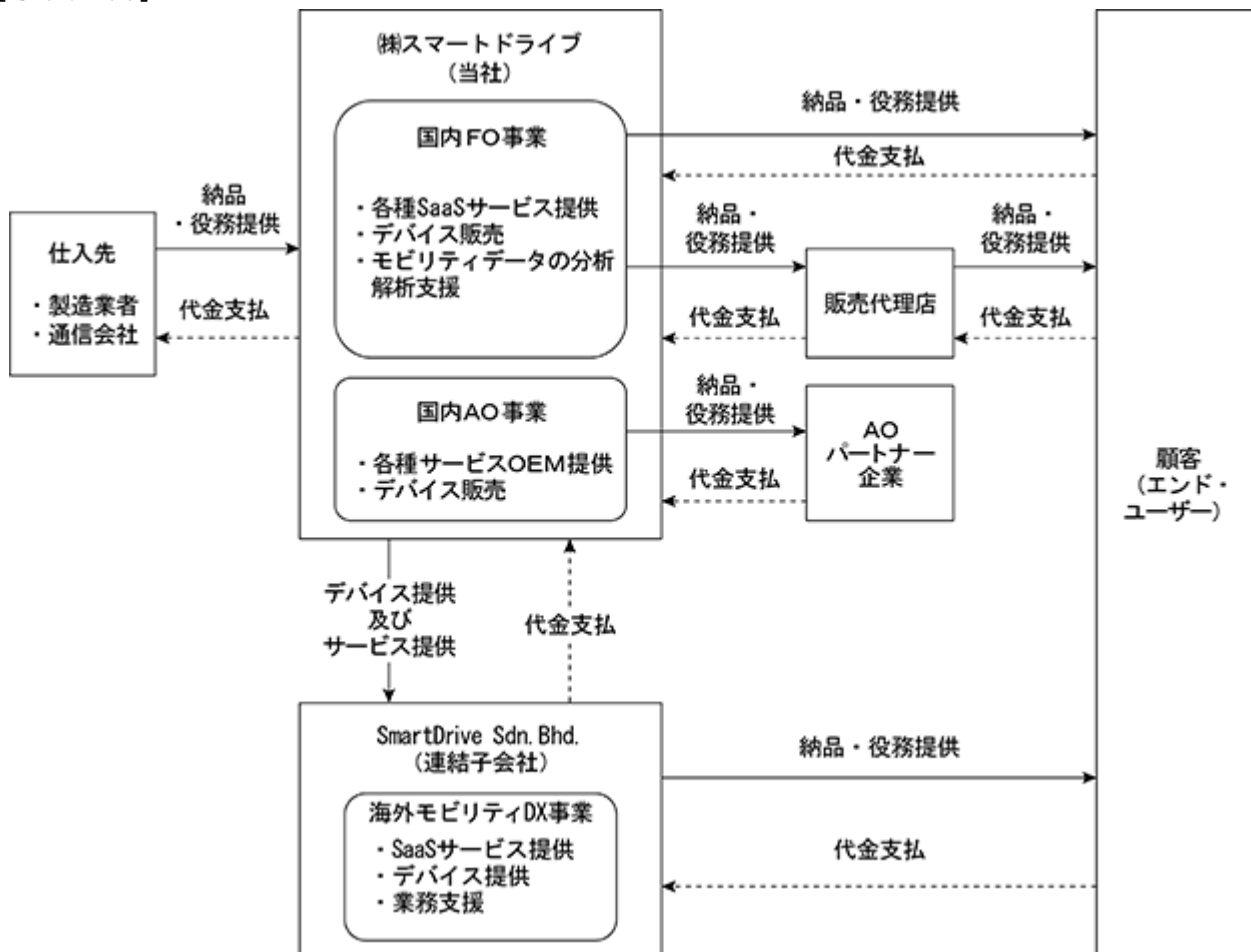 ㈱スマートドライブ
（当社）
国内FO事業
・各種SaaSサービス提供
・デバイス販売
・モビリティデータの分析
解析支援
国内AO事業
・各種サービスOEM提供
・デバイス販売
仕入先
・製造業者
・通信会社
納品
・役務提供
代金支払
納品・役務提供
代金支払
納品・
役務提供
代金支払
販売代理店
納品・
役務提供
代金支払
納品・
役務提供
代金支払
AO
パートナー
企業
顧客
（エンド・
ユーザー）
デバイス提供
及び
サービス提供
代金支払
SmartDrive Sdn.Bhd.
（連結子会社）
海外モビリティDX事業
・SaaSサービス提供
・デバイス提供
・業務支援
納品・役務提供
代金支払